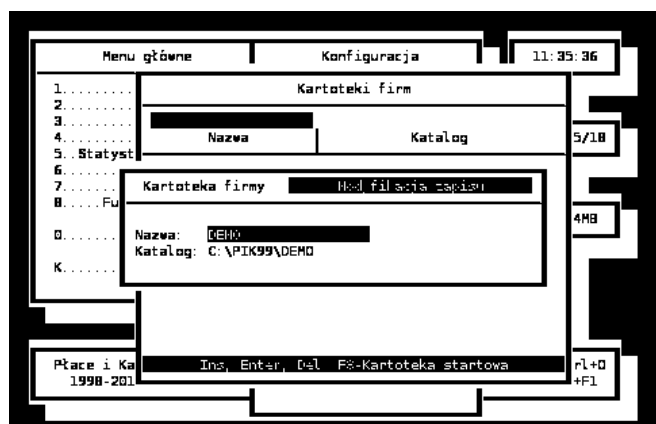 Menu główne
Konfiguracja
11:35:36
Kartoteki firm
1.........
2.........
3.........
4.........
Nazwa
Katalog
5/18
5..Statyst
6.........
7.........
Kartoteka firmy
Modyfikacja zapisu
8.....Fu
4MB
0.........
Nazwa: DEMO
Katalog: C:\PIK99\DEMO
K.........
Płace i Ka
Ins, Enter, Del F8-Kartoteka startowa
rl+D
1998-201
+F1